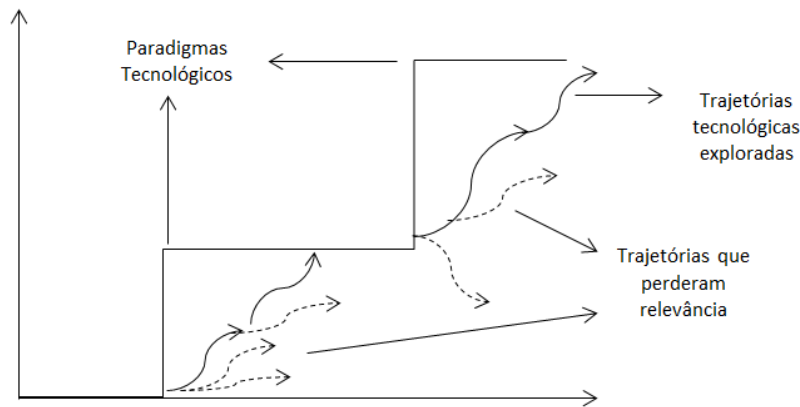 Paradigmas
Tecnológicos
Trajetórias
tecnológicas
exploradas
Trajetórias que
perderam
relevância